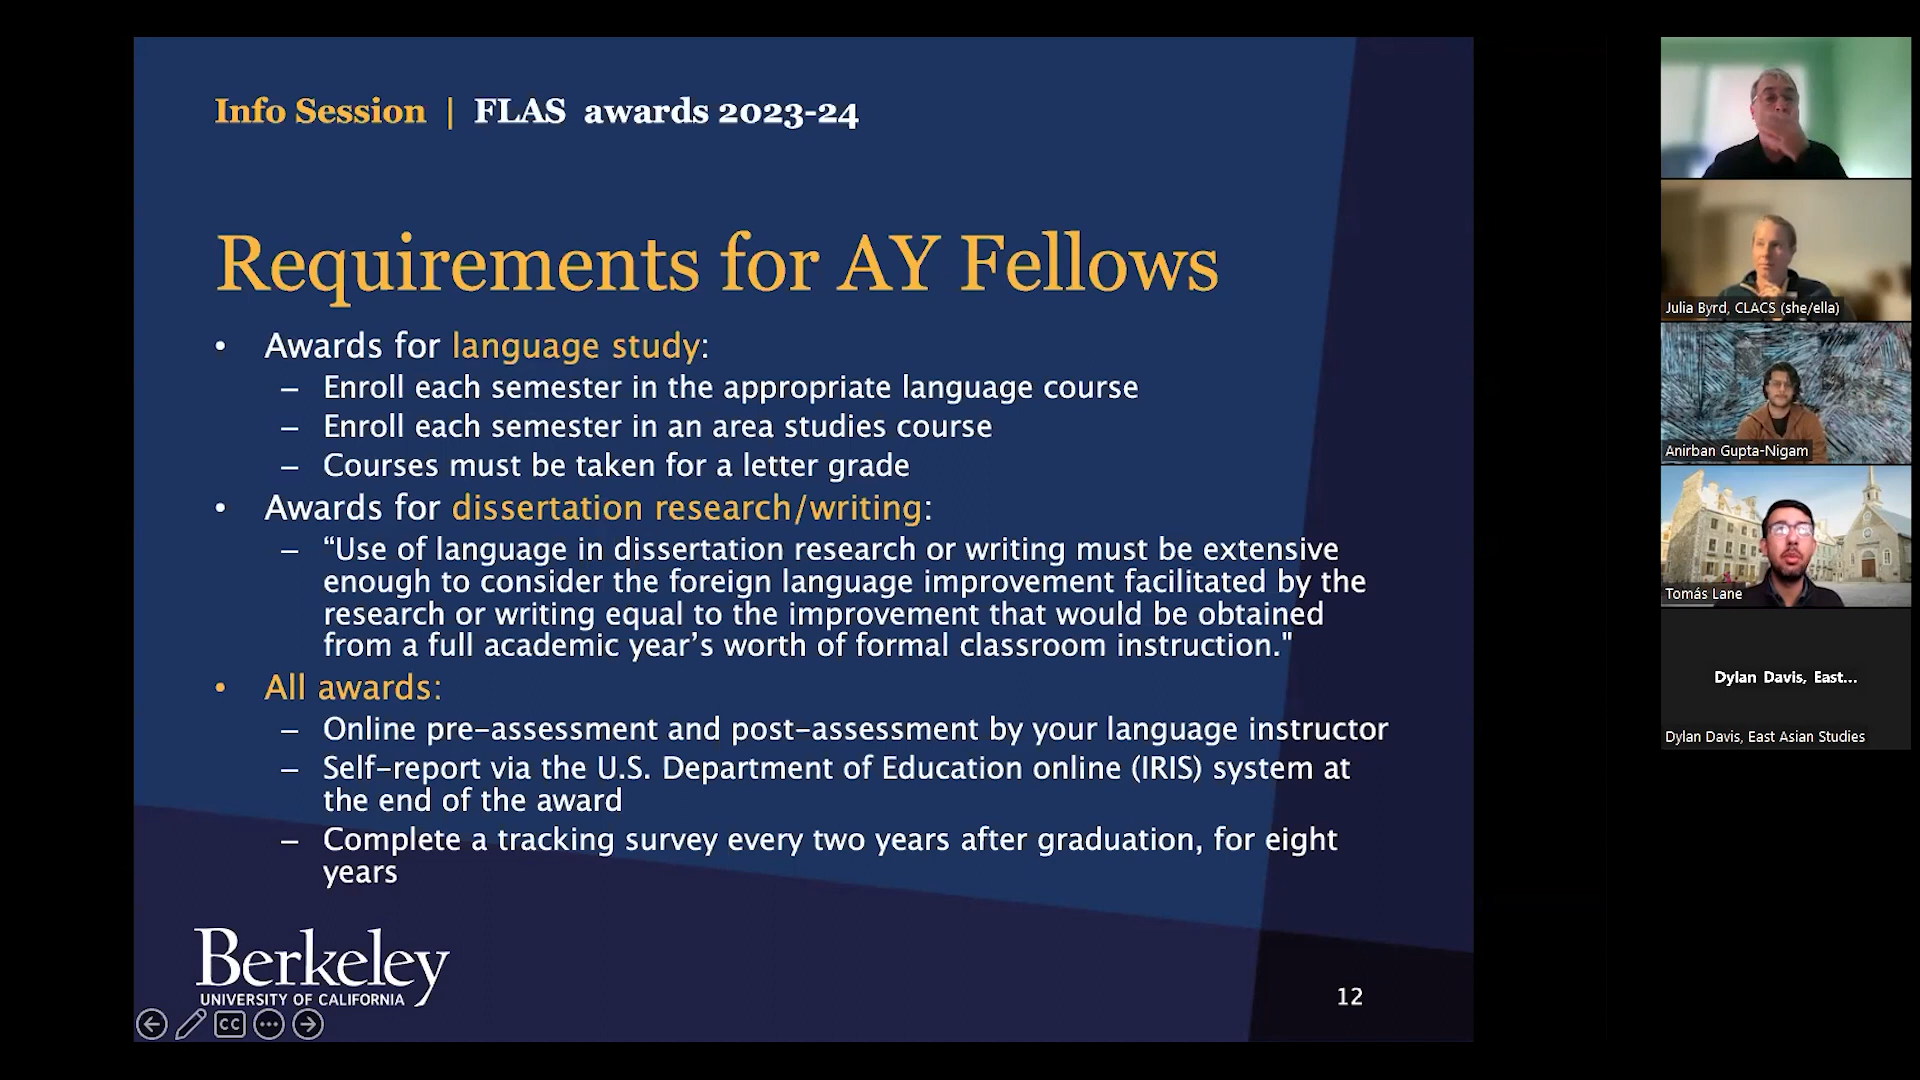 Info Session | FLAS awards 2023-24
Requirements for AY Fellows
• Awards for language study:
– Enroll each semester in the appropriate language course
– Enroll each semester in an area studies course
– Courses must be taken for a letter grade
• Awards for dissertation research/writing:
– “Use of language in dissertation research or writing must be extensive
enough to consider the foreign language improvement facilitated by the
research or writing equal to the improvement that would be obtained
from a full academic year’s worth of formal classroom instruction."
• All awards:
– Online pre-assessment and post-assessment by your language instructor
– Self-report via the U.S. Department of Education online (IRIS) system at
the end of the award
– Complete a tracking survey every two years after graduation, for eight
years
Berkeley
UNIVERSITY OF CALIFORNIA
12
CC
Julia Byrd, CLACS (she/ella)
Anirban Gupta-Nigam
Tomás Lane
Dylan Davis, East...
Dylan Davis, East Asian Studies